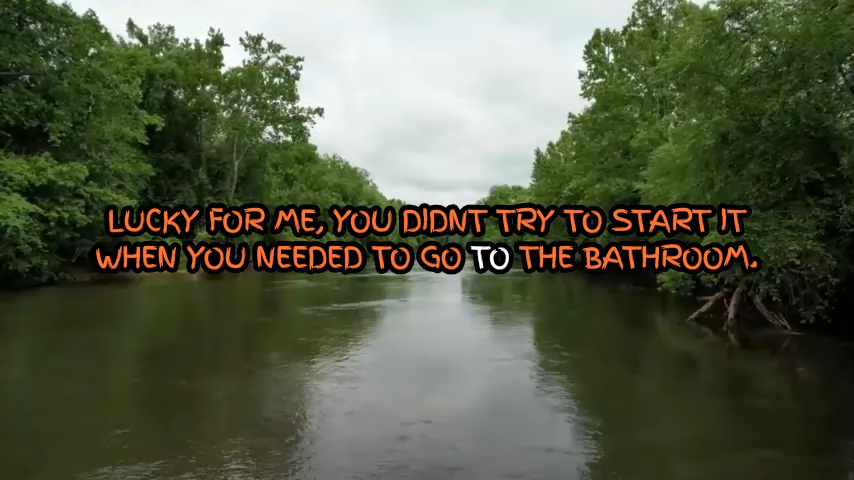 LUCKY FOR ME, YOU DIDNT TRY TO START IT
WHEN YOU NEEDED TO GO TO THE BATHROOM.